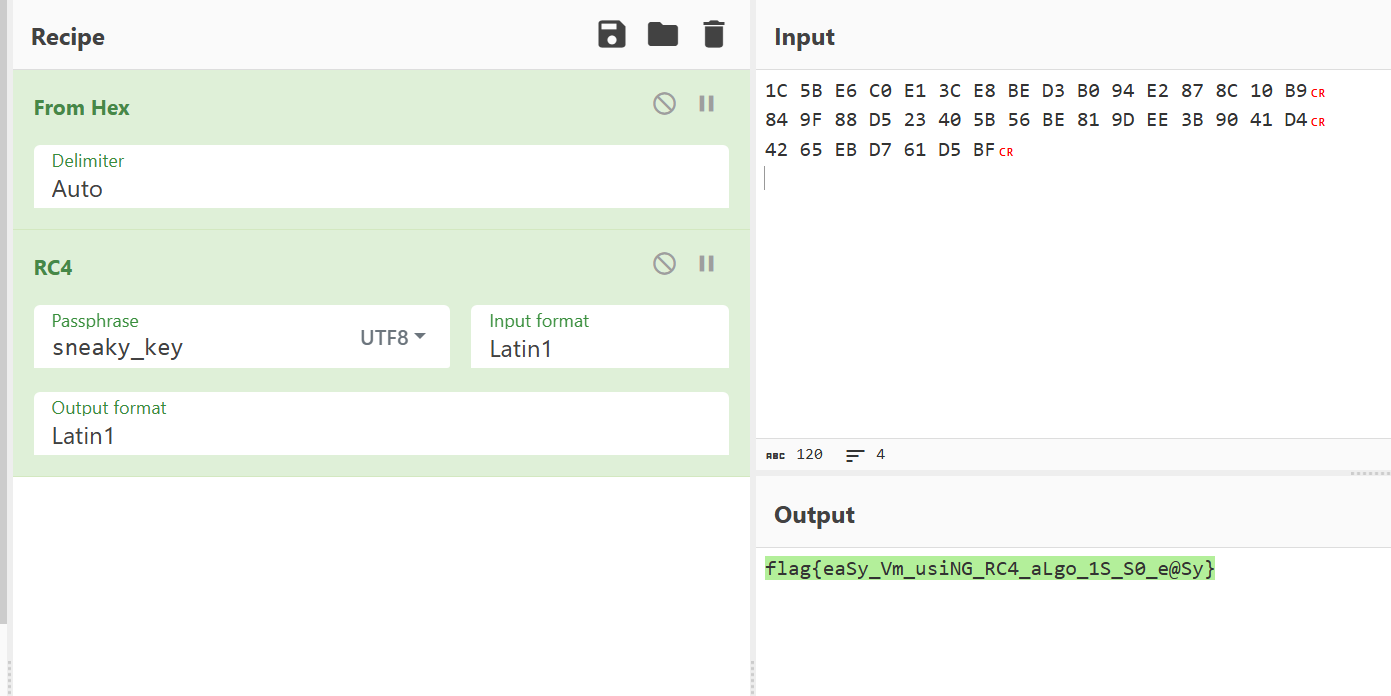 Recipe
From Hex
Delimiter
Auto
RC4
Passphrase
sneaky_key
UTF8
Input format
Latin1
Output format
Latin1
Input
1C 5B E6 C0 E1 3C E8 BE D3 B0 94 E2 87 8C 10 B9CR
84 9F 88 D5 23 40 5B 56 BE 81 9D EE 3B 90 41 D4CR
42 65 EB D7 61 D5 BFCR
ABC 120 4
Output
flag{eaSy_Vm_usiNG_RC4_aLgo_1S_S0_e@Sy}